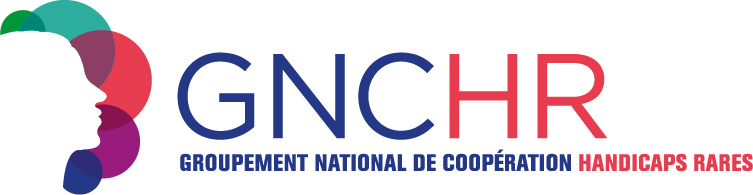 GNCHR
GROUPEMENT NATIONAL DE COOPÉRATION HANDICAPS RARES